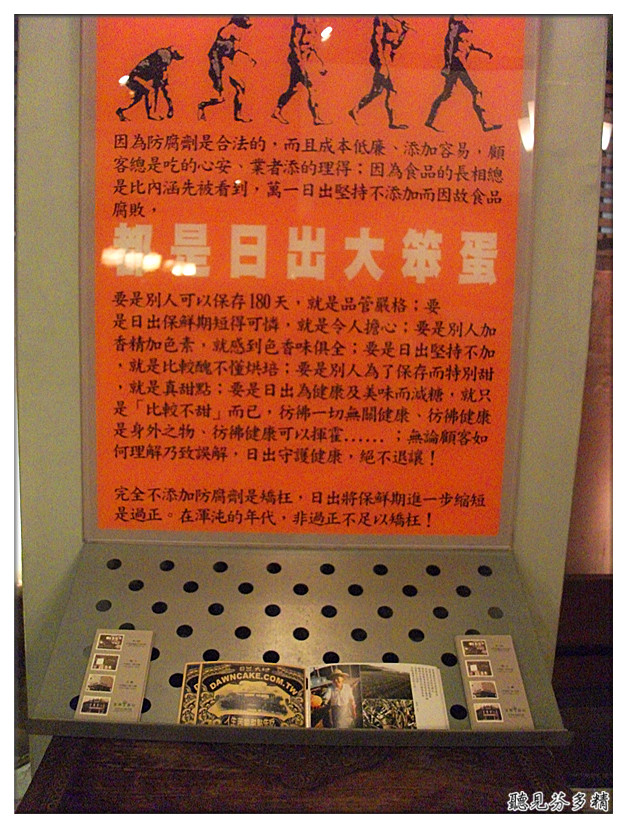 因為防腐劑是合法的，而且成本低廉、添加容易，顧
客總是吃的心安、業者添的理得；因為食品的長相總
是比內涵先被看到，萬一日出堅持不添加而因故食品
腐敗，
都是日出大笨蛋
要是別人可以保存180天，就是品管嚴格；要
是日出保鮮期短得可憐，就是令人擔心；要是別人加
香精加色素，就感到色香味俱全；要是日出堅持不加
，就是比較醜不懂烘培；要是別人為了保存而特別甜
，就是真甜點；要是日出為健康及美味而減糖，就只
是「比較不甜」而已，彷彿一切無關健康、彷彿健康
是身外之物、彷彿健康可以揮霍......；無論顧客如
何理解乃致誤解，日出守護健康，絕不退讓！
完全不添加防腐劑是矯枉，日出將保鮮期進一步縮短
是過正。在渾沌的年代，非過正不足以矯枉！
DAWNCAKE.COM.TW
聽見芬多精